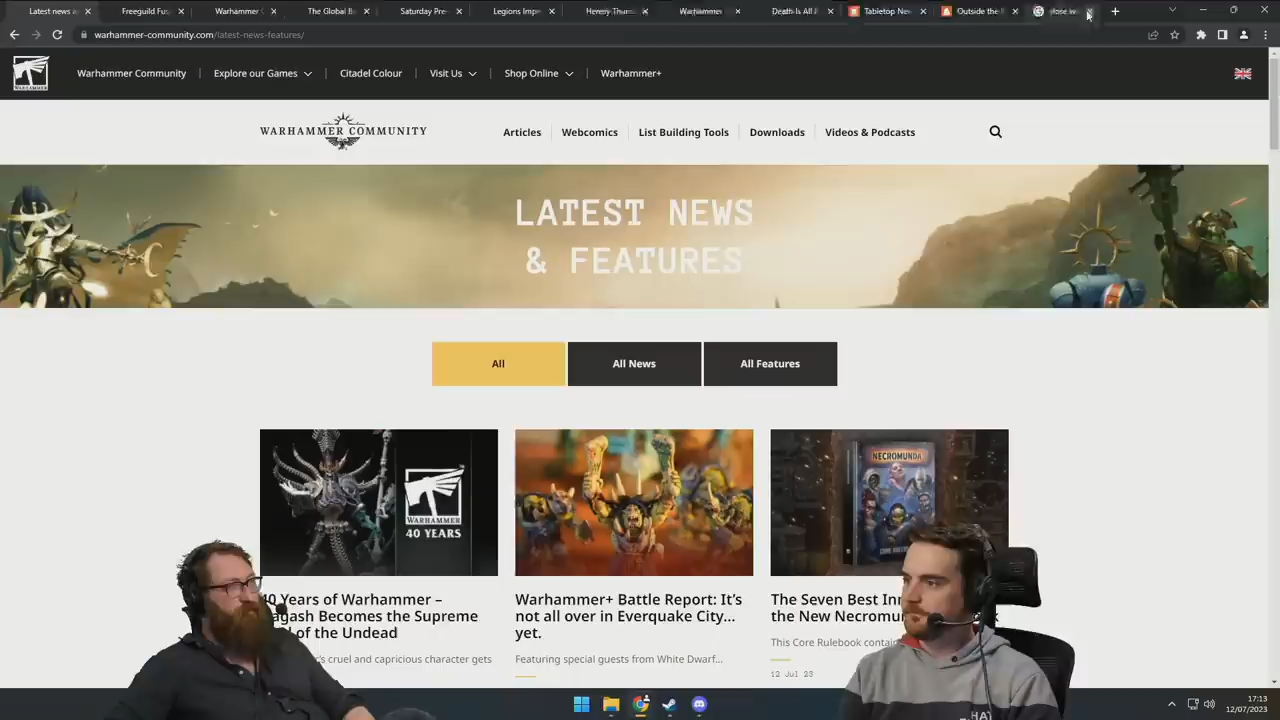 Latest news a
Freeguild Fus
Warhammer
The Global B
Saturday Pre
Legions Impe
Heresy Thur
Warhammer
Death Is All
Tabletop New
Outside the
warhammer-community.com/latest-news-features/
WARHAMMER
Warhammer Community
Explore our Games
Citadel Colour
Visit Us
Shop Online
Warhammer+
WARHAMMER COMMUNITY
Articles
Webcomics
List Building Tools
Downloads
Videos & Podcasts
LATEST NEWS
& FEATURES
All
All News
All Features
WARHAMMER
40 YEARS
NECROMUNDA
40 Years of Warhammer –
agash Becomes the Supreme
of the Undead
's cruel and capricious character gets
Warhammer+ Battle Report: It's
not all over in Everquake City...
yet.
Featuring special guests from White Dwarf...
The Seven Best Inn
the New Necromun
This Core Rulebook contai
12 Jul 23
17:13
12/07/2023